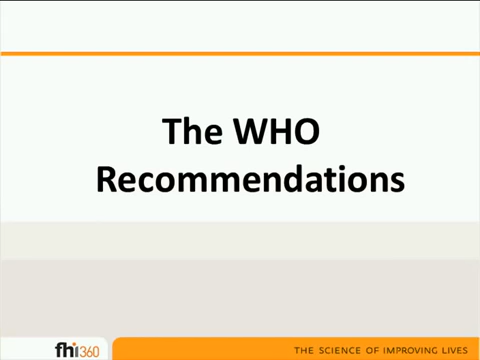 The WHO
Recommendations
fhi360
THE SCIENCE OF IMPROVING LIVES